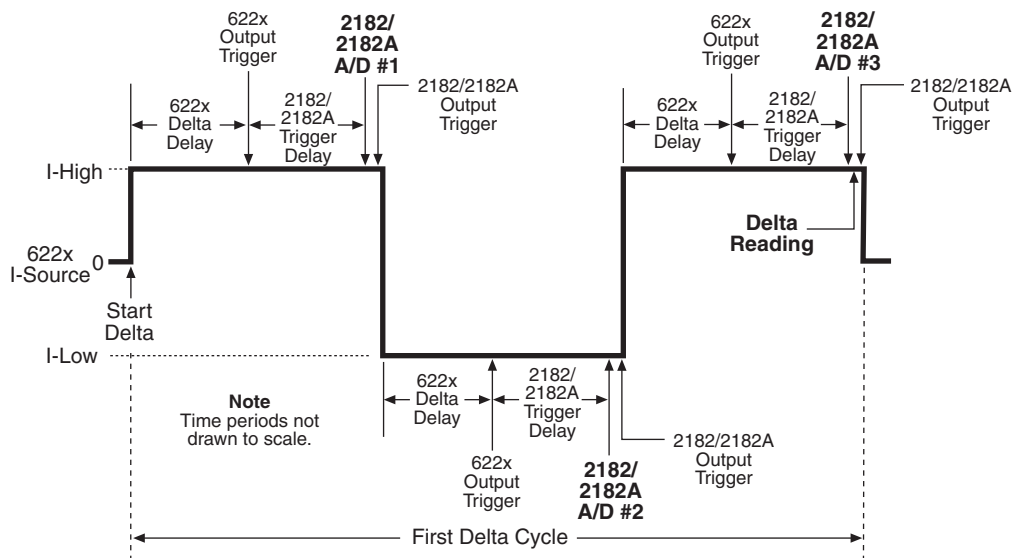 622x
Output
Trigger
2182/
2182A
A/D #1
2182/2182A
Output
Trigger
622x
Delta
Delay
2182/
2182A
Trigger
Delay
622x
Output
Trigger
2182/
2182A
A/D #3
2182/2182A
Output
Trigger
622x
Delta
Delay
2182/
2182A
Trigger
Delay
I-High
622x
I-Source
0
Start
Delta
Delta
Reading
I-Low
Note
Time periods not
drawn to scale.
622x
Delta
Delay
2182/
2182A
Trigger
Delay
622x
Output
Trigger
2182/
2182A
A/D #2
2182/2182A
Output
Trigger
First Delta Cycle